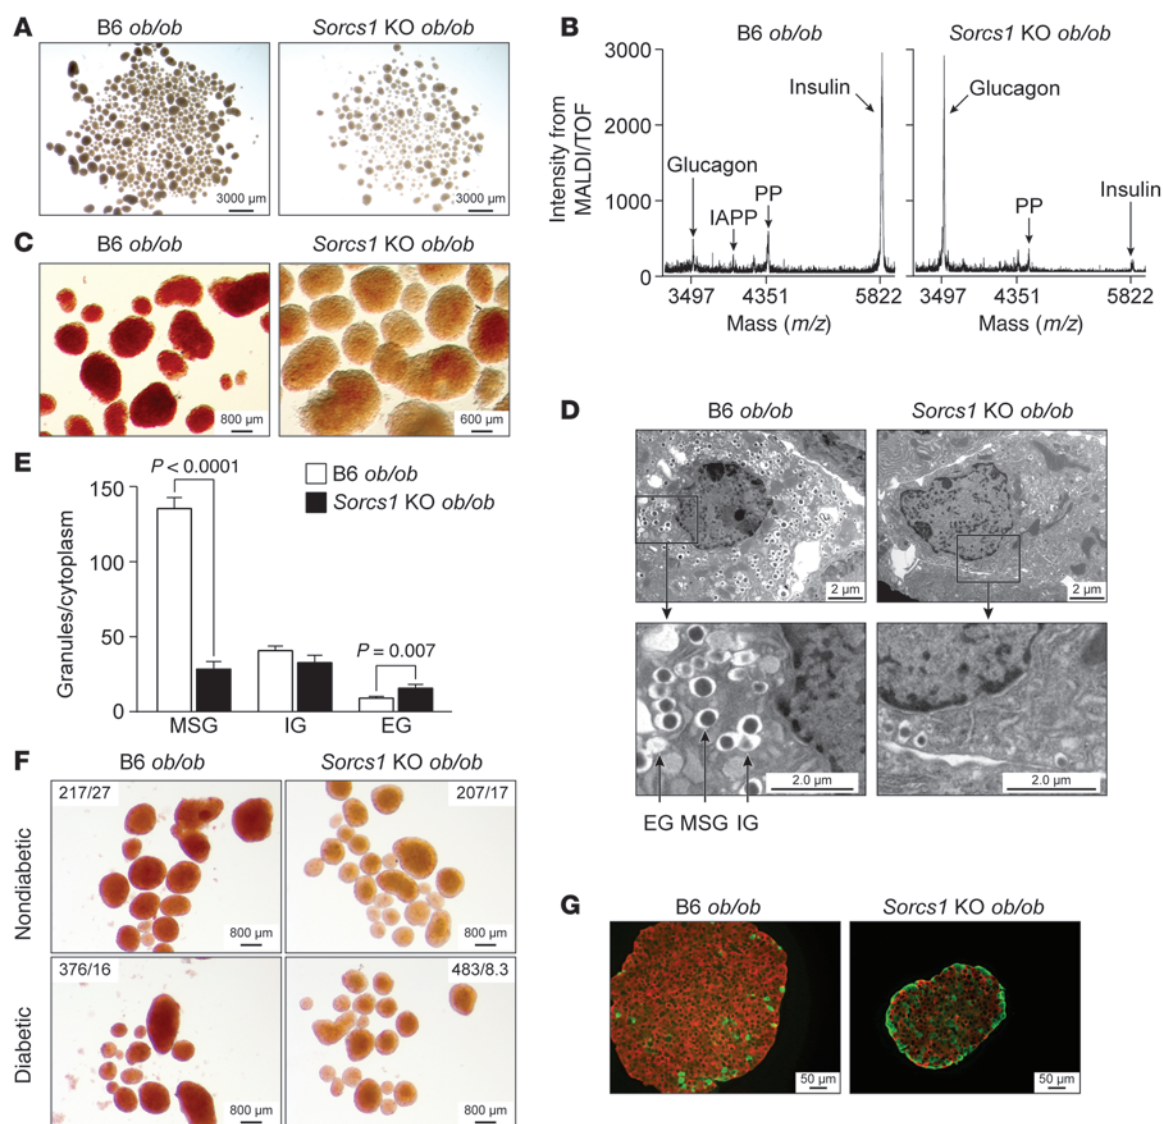 A
B6 ob/ob
Sorcs1 KO ob/ob
3000 µm
3000 µm
B
B6 ob/ob
Sorcs1 KO ob/ob
Intensity from
MALDI/TOF
3000
2000
1000
0
Insulin
Glucagon
IAPP
PP
Glucagon
PP
Insulin
3497
4351
5822
3497
4351
5822
Mass (m/z)
Mass (m/z)
C
B6 ob/ob
Sorcs1 KO ob/ob
800 µm
600 µm
D
B6 ob/ob
Sorcs1 KO ob/ob
2 µm
2 µm
2.0 µm
2.0 µm
EG MSG IG
E
P < 0.0001
B6 ob/ob
Sorcs1 KO ob/ob
Granules/cytoplasm
150
100
50
0
P = 0.007
MSG
IG
EG
F
B6 ob/ob
Sorcs1 KO ob/ob
Nondiabetic
217/27
207/17
800 µm
800 µm
Diabetic
376/16
483/8.3
800 µm
800 µm
G
B6 ob/ob
Sorcs1 KO ob/ob
50 µm
50 µm